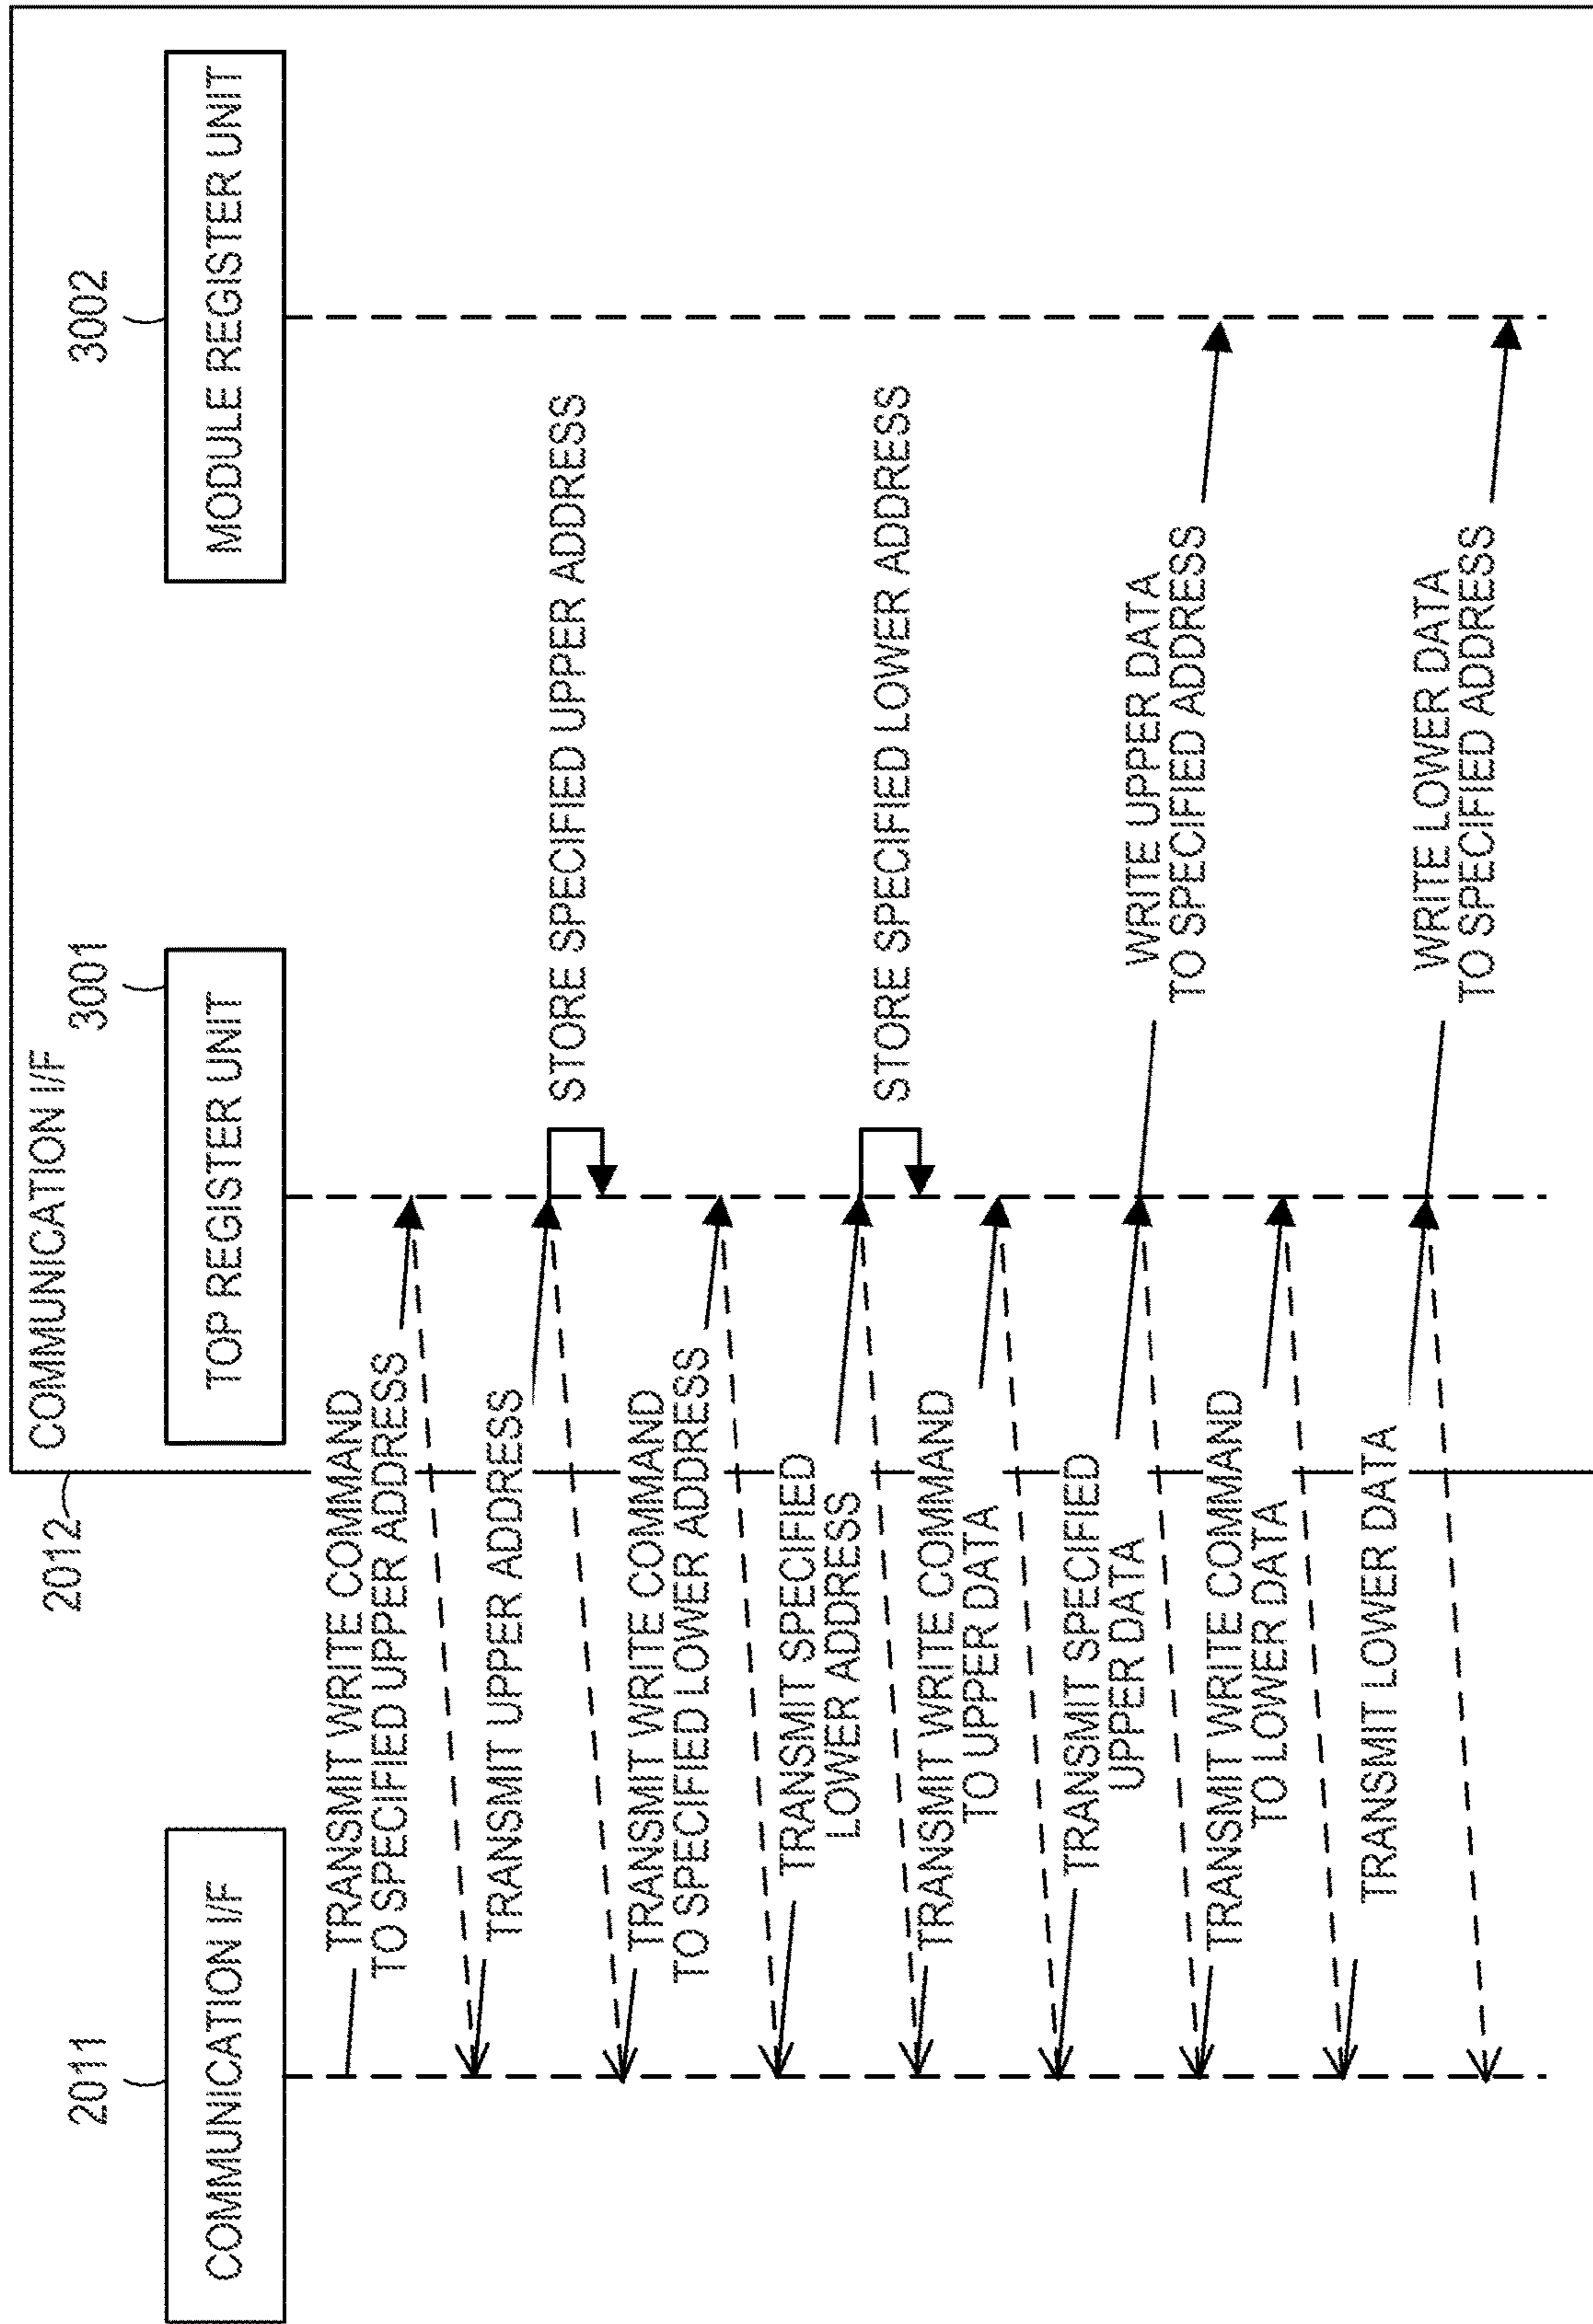 2011
COMMUNICATION I/F
2012
COMMUNICATION I/F
3001
TOP REGISTER UNIT
3002
MODULE REGISTER UNIT
TRANSMIT WRITE COMMAND
TO SPECIFIED UPPER ADDRESS
TRANSMIT UPPER ADDRESS
STORE SPECIFIED UPPER ADDRESS
TRANSMIT WRITE COMMAND
TO SPECIFIED LOWER ADDRESS
TRANSMIT SPECIFIED
LOWER ADDRESS
STORE SPECIFIED LOWER ADDRESS
TRANSMIT WRITE COMMAND
TO UPPER DATA
TRANSMIT SPECIFIED
UPPER DATA
WRITE UPPER DATA
TO SPECIFIED ADDRESS
TRANSMIT WRITE COMMAND
TO LOWER DATA
TRANSMIT LOWER DATA
WRITE LOWER DATA
TO SPECIFIED ADDRESS